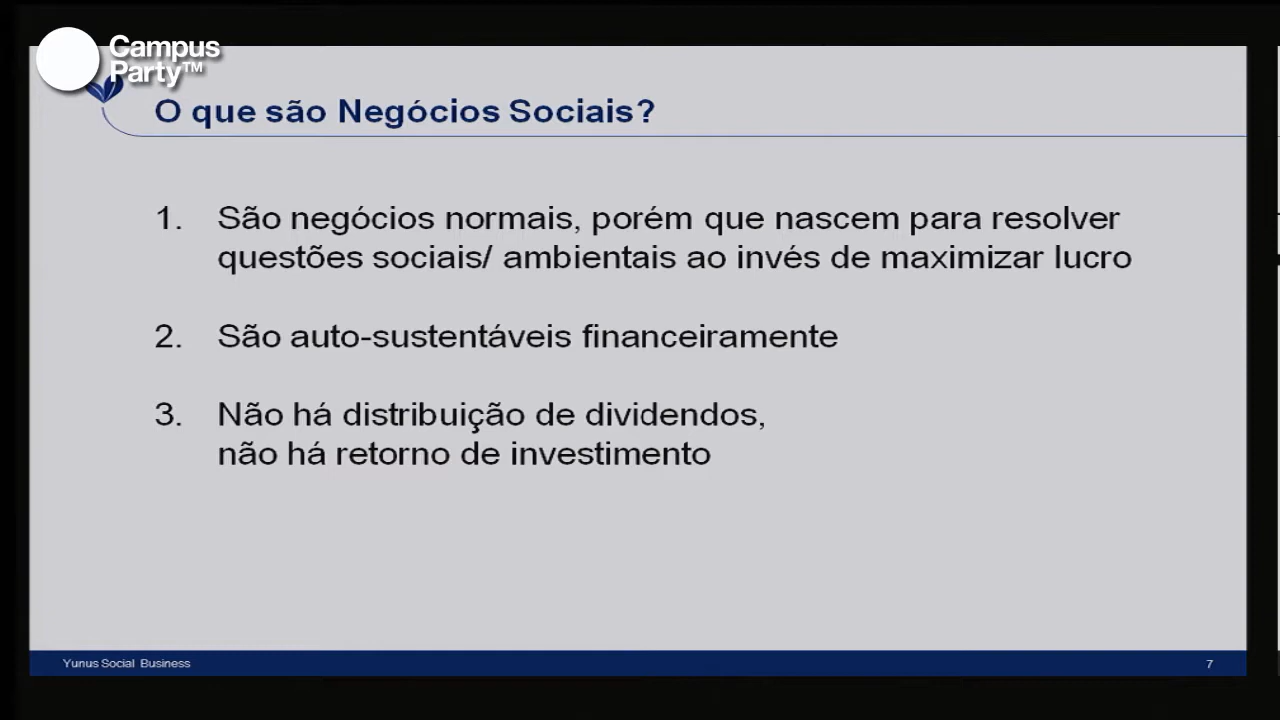 Campus
Party™
O que são Negócios Sociais?
1. São negócios normais, porém que nascem para resolver
questões sociais/ ambientais ao invés de maximizar lucro
2. São auto-sustentáveis financeiramente
3. Não há distribuição de dividendos,
não há retorno de investimento
Yunus Social Business
7